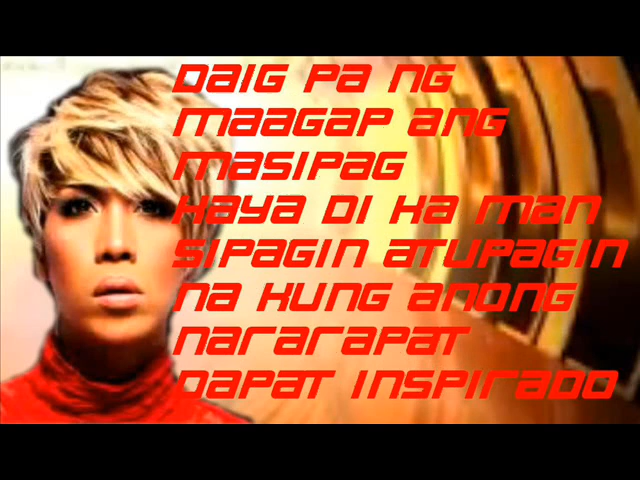 DAIG PA NG
MAAGAP ANG
MASIPAG
KAYA DI KA MAN
SIPAGIN ATUPAGIN
NA KUNG ANONG
NARARAPAT
DAPAT INSPIRADO